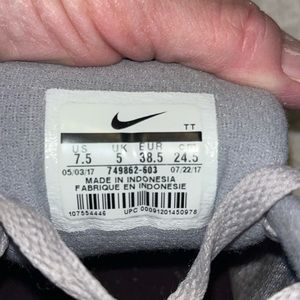 TT
US UK EUR cm
7.5 5 38.5 24.5
05/03/17 749862-603 07/22/17
MADE IN INDONESIA
FABRIQUE EN INDONESIE
107554446 UPC 00091201450978